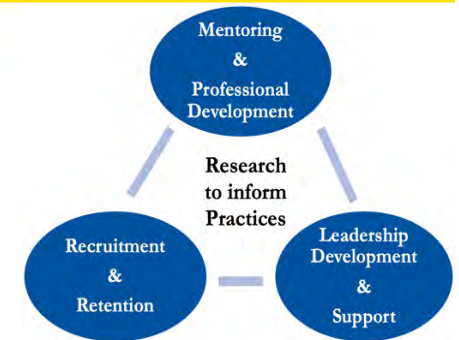 Mentoring
&
Professional
Development
Research
to inform
Practices
Recruitment
&
Retention
Leadership
Development
&
Support